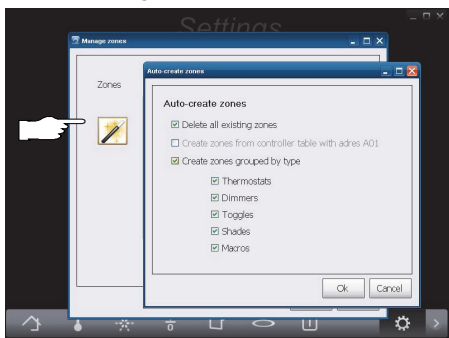 Settings
Manage zones
Auto-create zones
Zones
Auto-create zones
Delete all existing zones
Create zones from controller table with adres A01
Create zones grouped by type
Thermostats
Dimmers
Toggles
Shades
Macros
Ok
Cancel